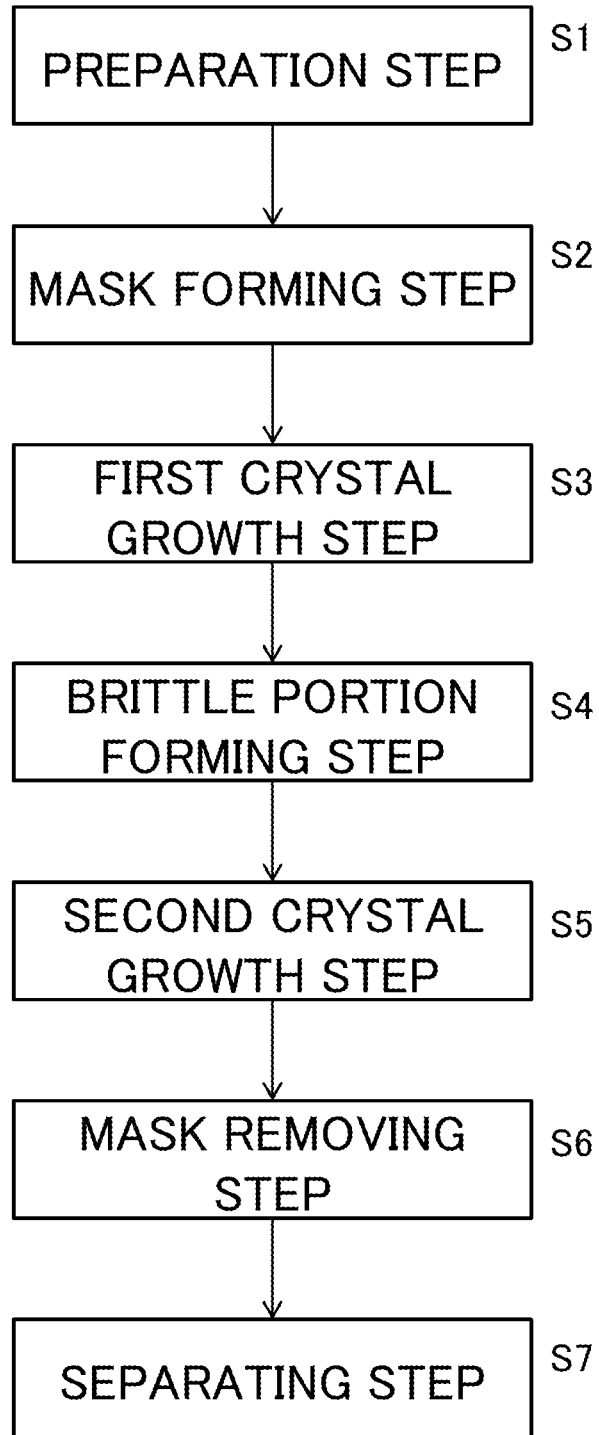 S1
PREPARATION STEP
S2
MASK FORMING STEP
S3
FIRST CRYSTAL
GROWTH STEP
S4
BRITTLE PORTION
FORMING STEP
S5
SECOND CRYSTAL
GROWTH STEP
S6
MASK REMOVING
STEP
S7
SEPARATING STEP